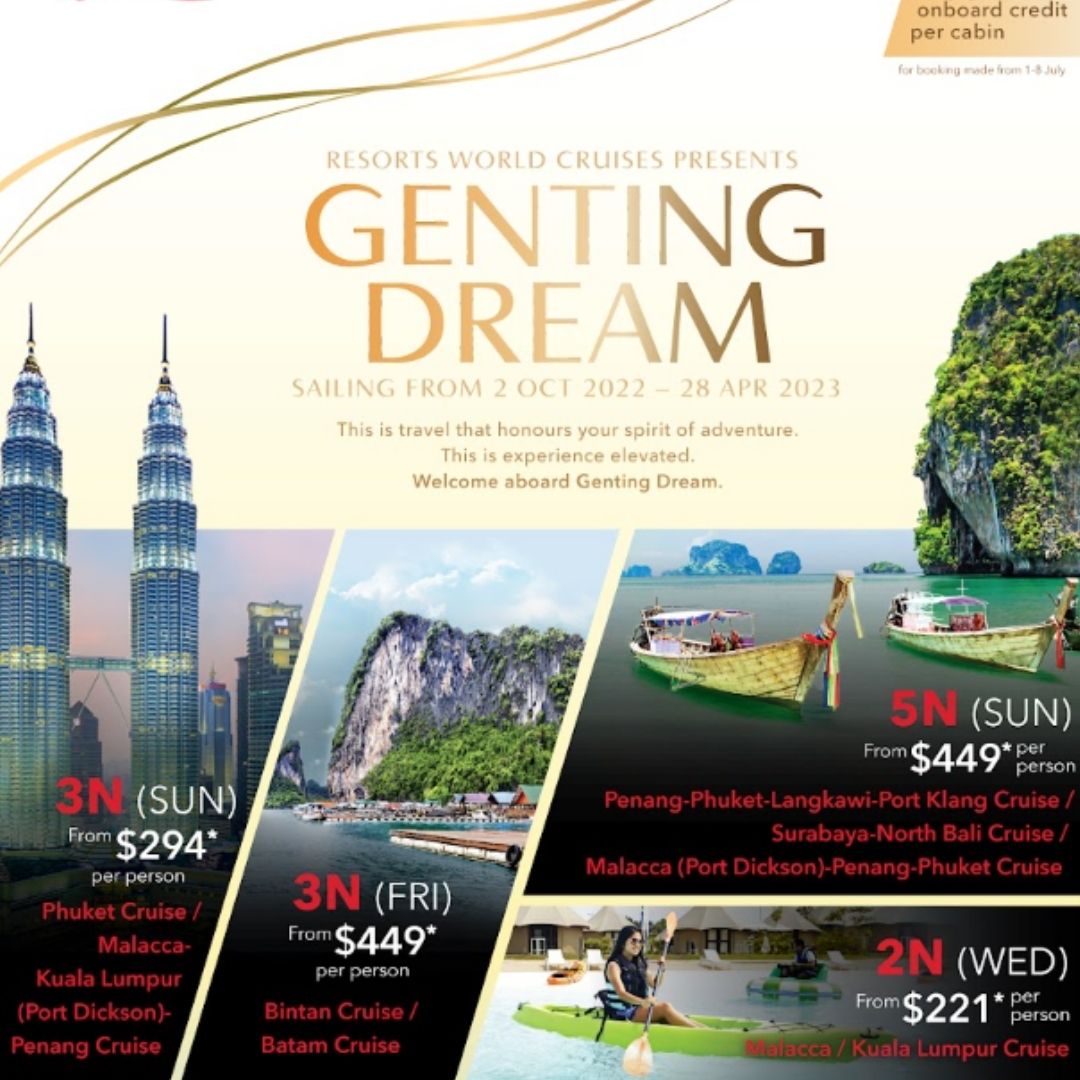 onboard credit
per cabin
for booking made from 1-8 July
RESORTS WORLD CRUISES PRESENTS
GENTING
DREAM
SAILING FROM 2 OCT 2022 – 28 APR 2023
This is travel that honours your spirit of adventure.
This is experience elevated.
Welcome aboard Genting Dream.
3N (SUN)
From $294*
per person
Phuket Cruise /
Malacca-
Kuala Lumpur
(Port Dickson)-
Penang Cruise
3N (FRI)
From $449*
per person
Bintan Cruise /
Batam Cruise
5N (SUN)
From $449* per person
Penang-Phuket-Langkawi-Port Klang Cruise /
Surabaya-North Bali Cruise /
Malacca (Port Dickson)-Penang-Phuket Cruise
2N (WED)
From $221* per person
Malacca / Kuala Lumpur Cruise